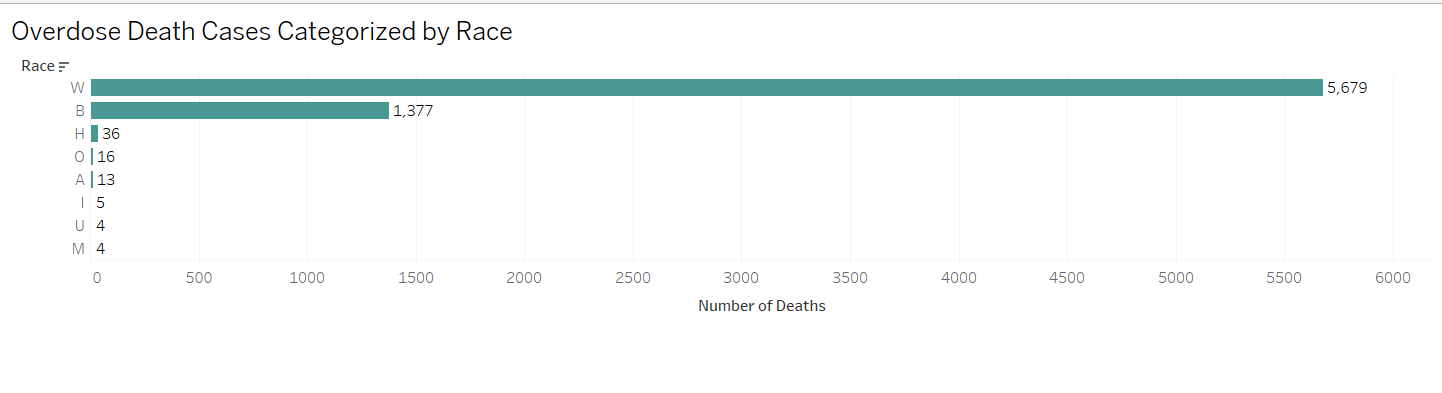 Overdose Death Cases Categorized by Race
Race
W 5,679
B 1,377
H 36
O 16
A 13
I 5
U 4
M 4
0 500 1000 1500 2000 2500 3000 3500 4000 4500 5000 5500 6000
Number of Deaths